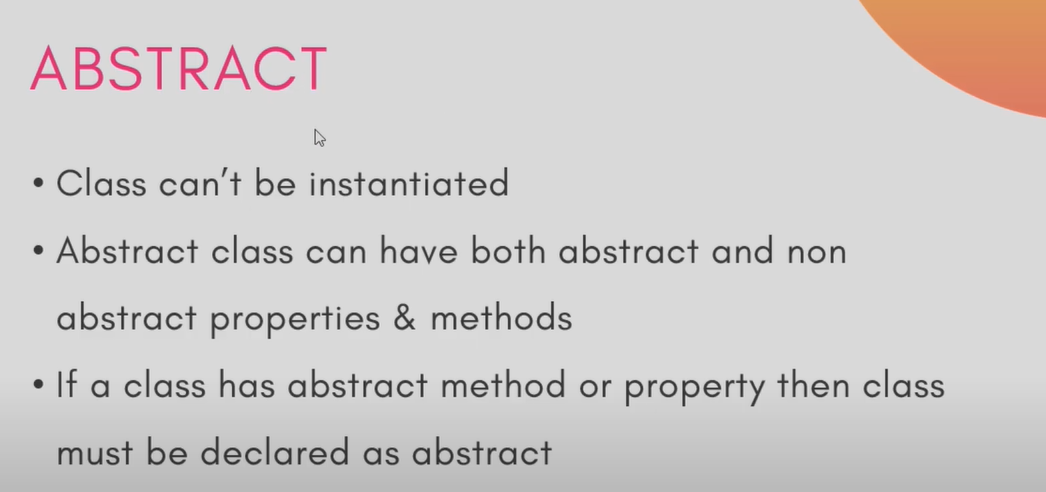 ABSTRACT
• Class can't be instantiated
• Abstract class can have both abstract and non
abstract properties & methods
• If a class has abstract method or property then class
must be declared as abstract